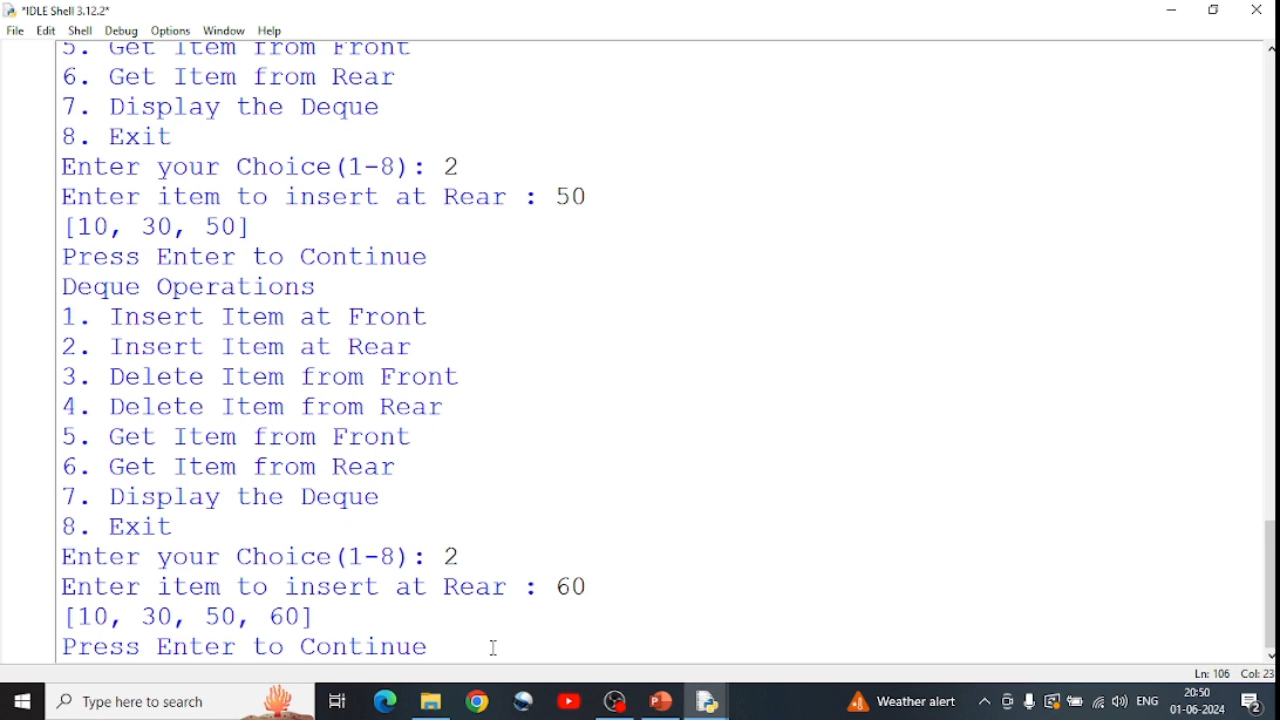 *IDLE Shell 3.12.2*
File Edit Shell Debug Options Window Help
5. Get Item from Front
6. Get Item from Rear
7. Display the Deque
8. Exit
Enter your Choice(1-8): 2
Enter item to insert at Rear : 50
[10, 30, 50]
Press Enter to Continue
Deque Operations
1. Insert Item at Front
2. Insert Item at Rear
3. Delete Item from Front
4. Delete Item from Rear
5. Get Item from Front
6. Get Item from Rear
7. Display the Deque
8. Exit
Enter your Choice(1-8): 2
Enter item to insert at Rear : 60
[10, 30, 50, 60]
Press Enter to Continue
Ln: 106 Col: 23
Type here to search
Weather alert
ENG
20:50
01-06-2024
2